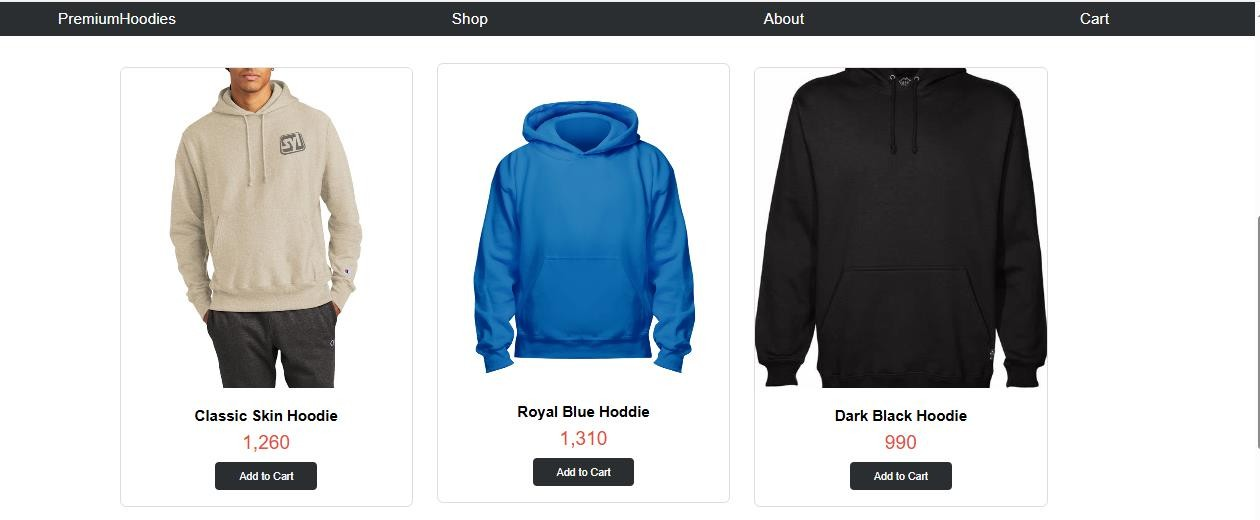 PremiumHoodies Shop About Cart
SYL
Classic Skin Hoodie
1,260
Add to Cart
Royal Blue Hoddie
1,310
Add to Cart
Dark Black Hoodie
990
Add to Cart